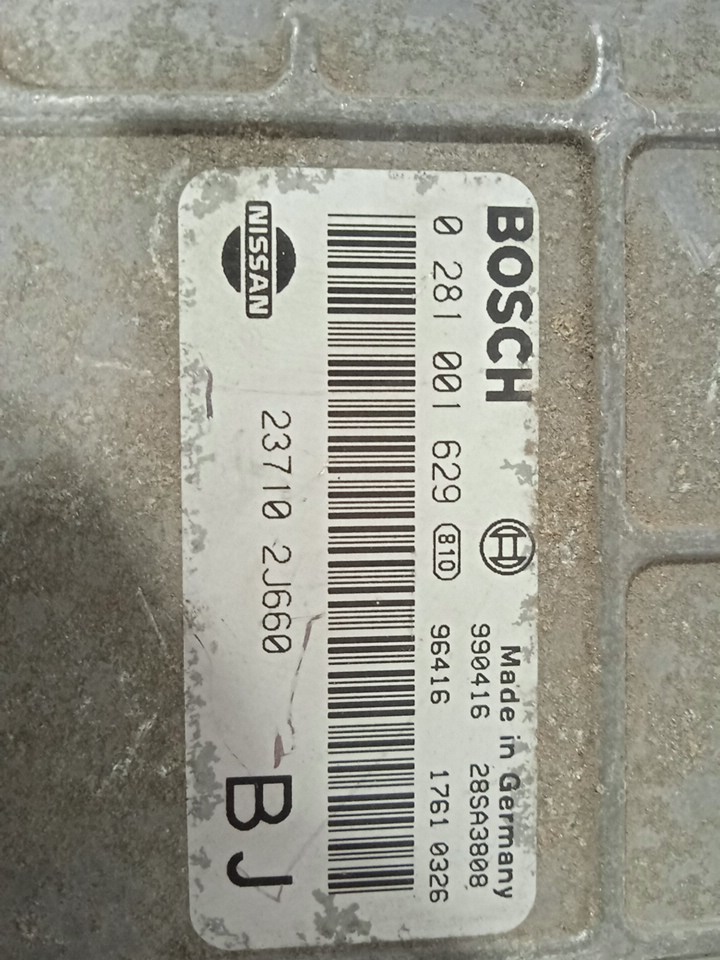 BOSCH
Made in Germany
990416 28SA3808
0 281 001 629 810 96416 1761 0326
NISSAN
23710 2J660
BJ